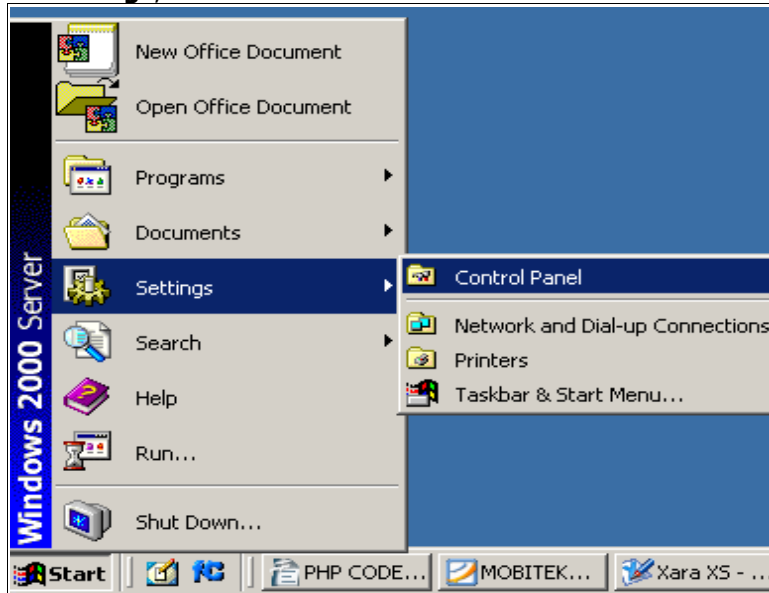 New Office Document
Open Office Document
Programs
Documents
Settings
Search
Help
Run...
Shut Down...
Windows 2000 Server
Control Panel
Network and Dial-up Connections
Printers
Taskbar & Start Menu...
Start
PHP CODE...
MOBITEK...
Xara XS - ...